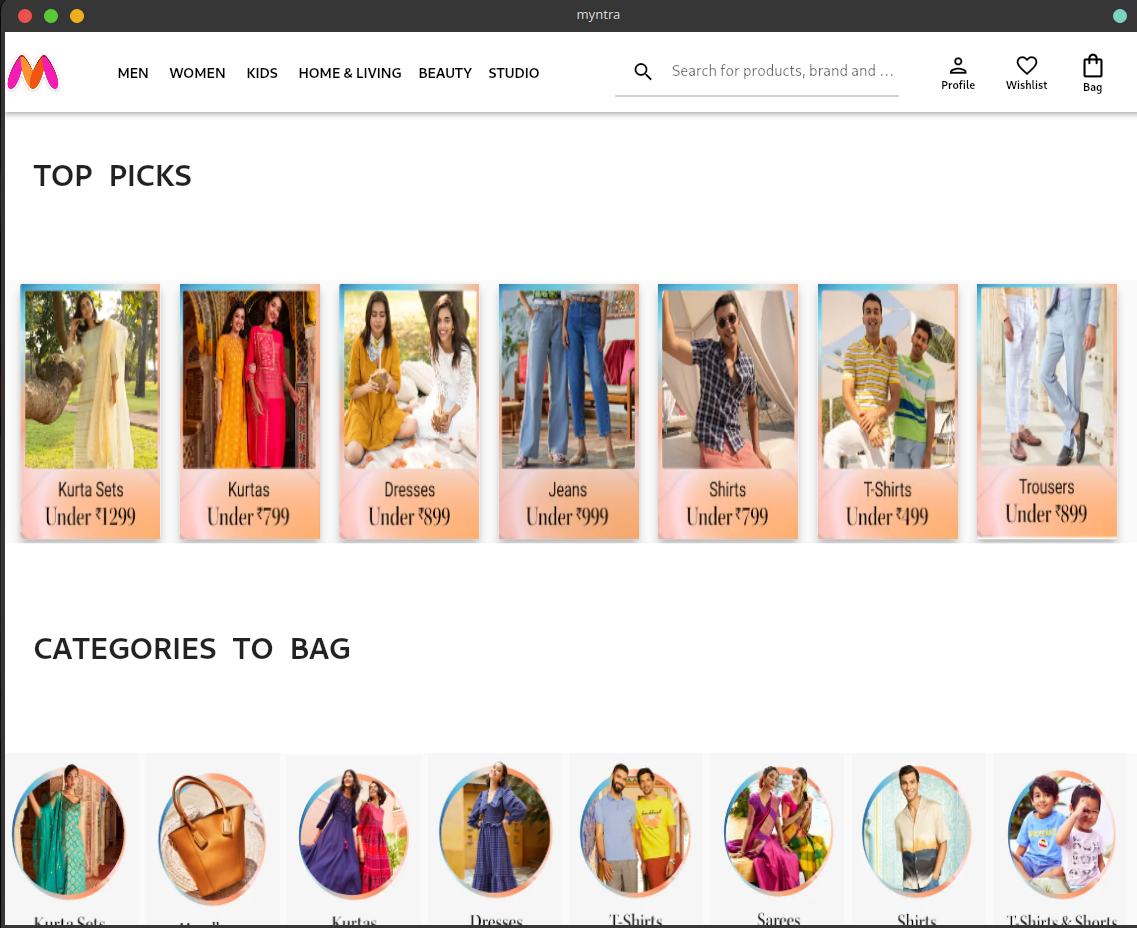 myntra
MEN WOMEN KIDS HOME & LIVING BEAUTY STUDIO
Search for products, brand and ...
Profile Wishlist Bag
TOP PICKS
Kurta Sets
Under ₹1299
Kurtas
Under ₹799
Dresses
Under ₹899
Jeans
Under ₹999
Shirts
Under ₹799
T-Shirts
Under ₹499
Trousers
Under ₹899
CATEGORIES TO BAG
Kurta Sets
Kurtas
Dresses
T-Shirts
Sarees
Shirts
T-Shirts & Shorts